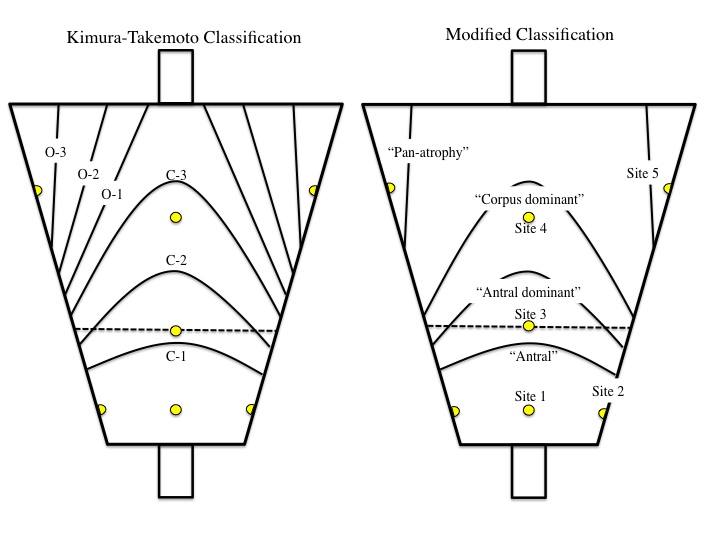 Kimura-Takemoto Classification
O-3
O-2
O-1
C-3
C-2
C-1
Modified Classification
“Pan-atrophy”
Site 5
“Corpus dominant”
Site 4
“Antral dominant”
Site 3
“Antral”
Site 2
Site 1